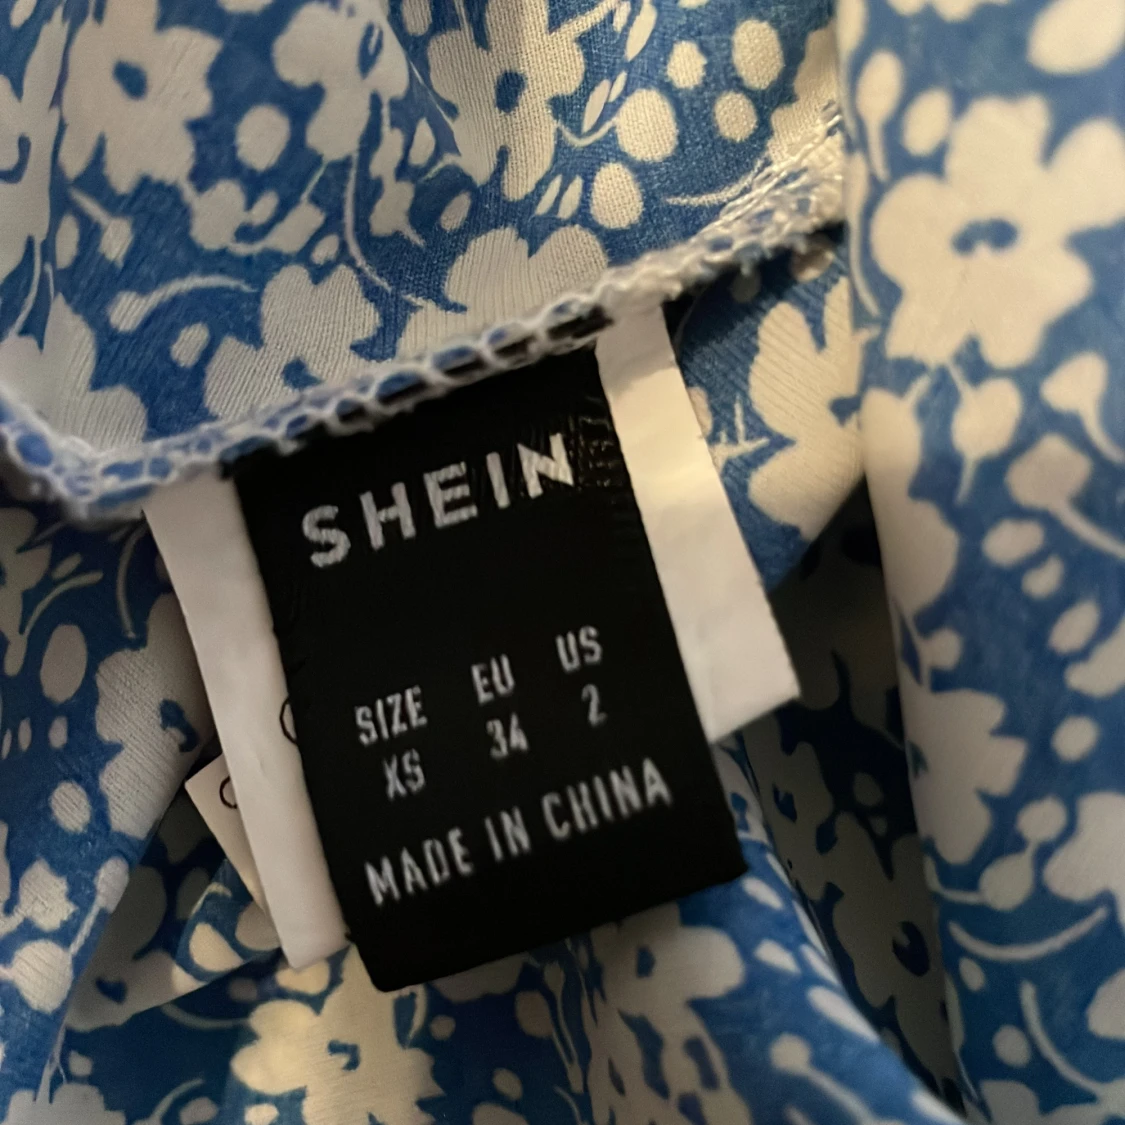 SHEIN
SIZE EU US
XS 34 2
MADE IN CHINA